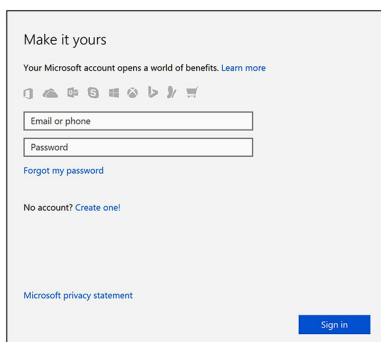 Make it yours
Your Microsoft account opens a world of benefits. Learn more
Email or phone
Password
Forgot my password
No account? Create one!
Microsoft privacy statement
Sign in